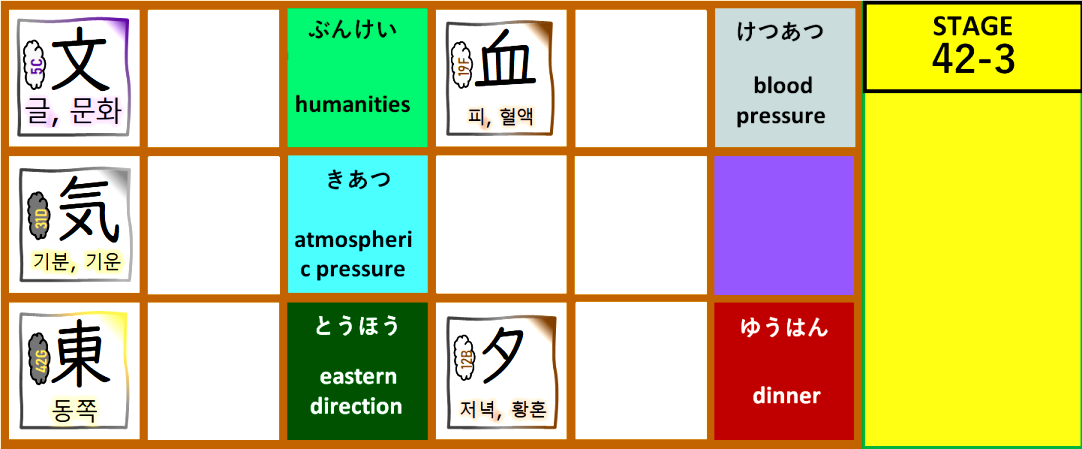 5C
文
글, 문화
ぶんけい
humanities
19F
血
피, 혈액
けつあつ
blood
pressure
STAGE
42-3
31D
気
기분, 기운
きあつ
atmospheri
c pressure
42G
東
동쪽
とうほう
eastern
direction
12B
夕
저녁, 황혼
ゆうはん
dinner